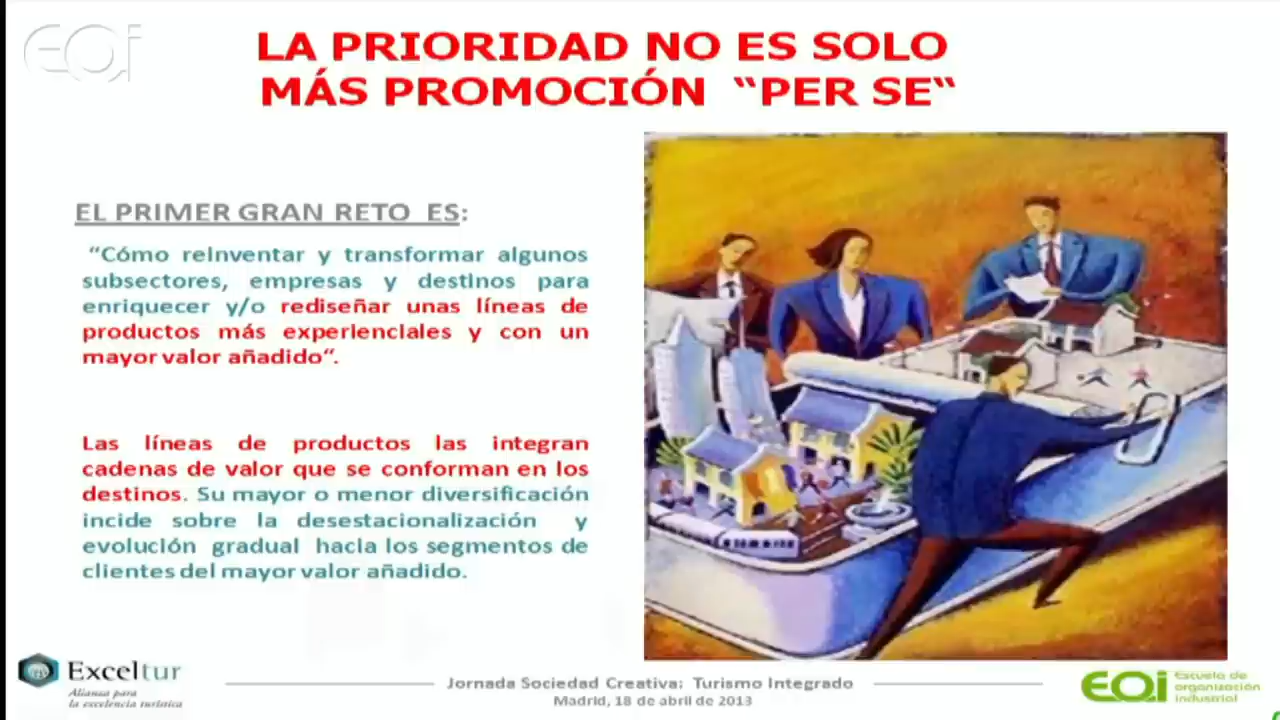 EOi
LA PRIORIDAD NO ES SOLO
MÁS PROMOCIÓN "PER SE"
EL PRIMER GRAN RETO ES:
"Cómo reinventar y transformar algunos
subsectores, empresas y destinos para
enriquecer y/o rediseñar unas líneas de
productos más experienciales y con un
mayor valor añadido".
Las líneas de productos las integran
cadenas de valor que se conforman en los
destinos. Su mayor o menor diversificación
incide sobre la desestacionalización y
evolución gradual hacia los segmentos de
clientes del mayor valor añadido.
Exceltur
Alianza para
la excelencia turística
Jornada Sociedad Creativa: Turismo Integrado
Madrid, 18 de abril de 2013
EOi
Escuela de
organización
industrial